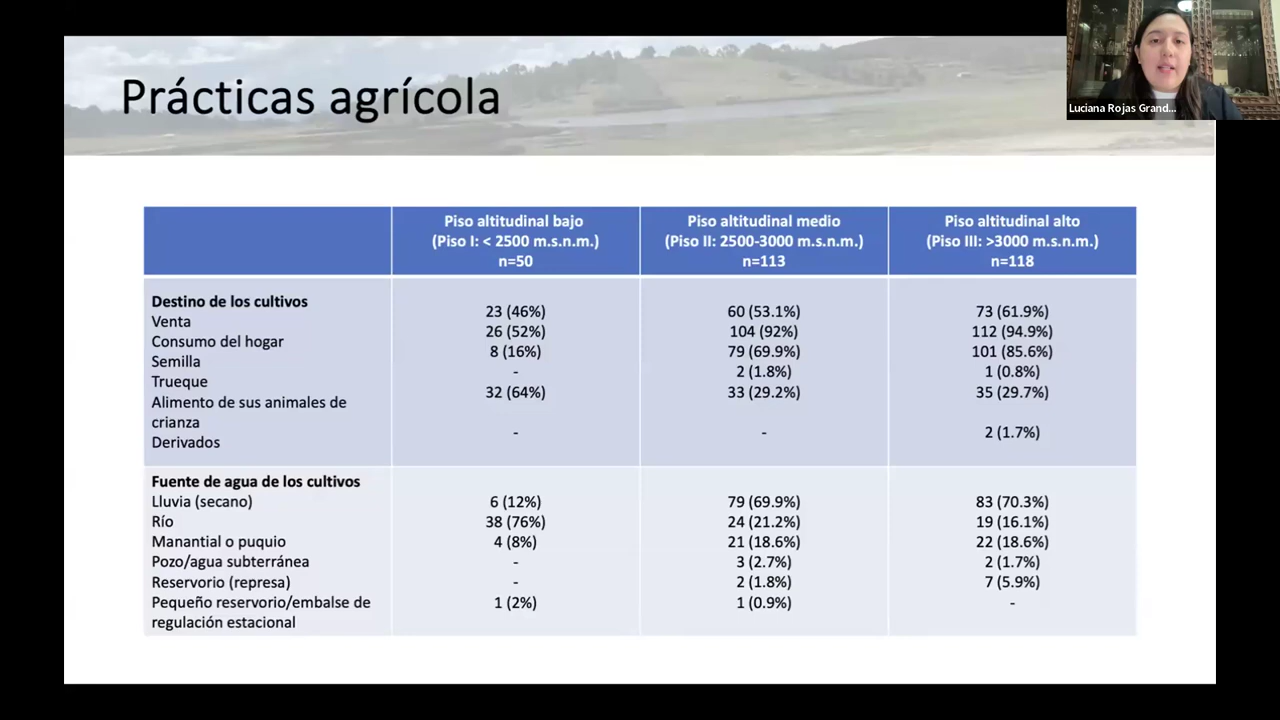 Prácticas agrícola
Luciana Rojas Grand...
Piso altitudinal bajo
(Piso I: < 2500 m.s.n.m.)
n=50
Piso altitudinal medio
(Piso II: 2500-3000 m.s.n.m.)
n=113
Piso altitudinal alto
(Piso III: >3000 m.s.n.m.)
n=118
Destino de los cultivos
Venta
Consumo del hogar
Semilla
Trueque
Alimento de sus animales de
crianza
Derivados
23 (46%)
26 (52%)
8 (16%)
-
32 (64%)
-
60 (53.1%)
104 (92%)
79 (69.9%)
2 (1.8%)
33 (29.2%)
-
73 (61.9%)
112 (94.9%)
101 (85.6%)
1 (0.8%)
35 (29.7%)
2 (1.7%)
Fuente de agua de los cultivos
Lluvia (secano)
Río
Manantial o puquio
Pozo/agua subterránea
Reservorio (represa)
Pequeño reservorio/embalse de
regulación estacional
6 (12%)
38 (76%)
4 (8%)
-
-
1 (2%)
79 (69.9%)
24 (21.2%)
21 (18.6%)
3 (2.7%)
2 (1.8%)
1 (0.9%)
83 (70.3%)
19 (16.1%)
22 (18.6%)
2 (1.7%)
7 (5.9%)
-